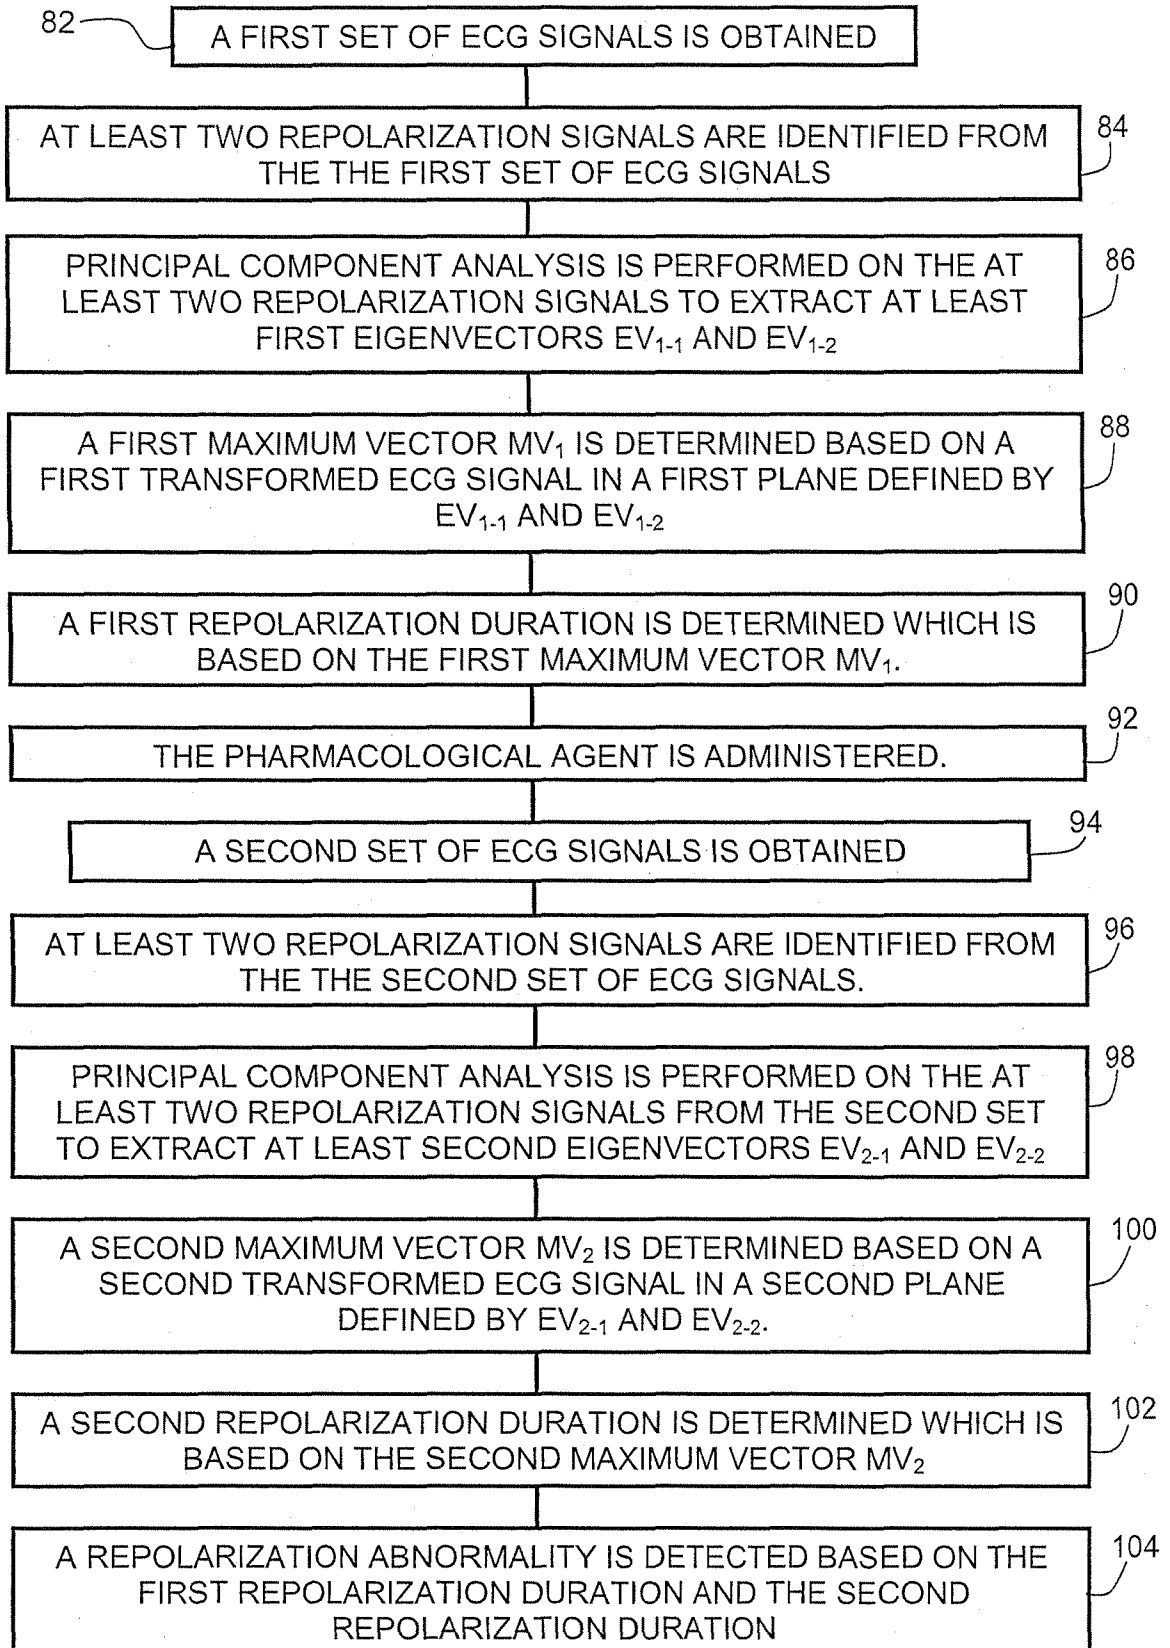 82
A FIRST SET OF ECG SIGNALS IS OBTAINED
84
AT LEAST TWO REPOLARIZATION SIGNALS ARE IDENTIFIED FROM
THE THE FIRST SET OF ECG SIGNALS
86
PRINCIPAL COMPONENT ANALYSIS IS PERFORMED ON THE AT
LEAST TWO REPOLARIZATION SIGNALS TO EXTRACT AT LEAST
FIRST EIGENVECTORS EV₁₋₁ AND EV₁₋₂
88
A FIRST MAXIMUM VECTOR MV₁ IS DETERMINED BASED ON A
FIRST TRANSFORMED ECG SIGNAL IN A FIRST PLANE DEFINED BY
EV₁₋₁ AND EV₁₋₂
90
A FIRST REPOLARIZATION DURATION IS DETERMINED WHICH IS
BASED ON THE FIRST MAXIMUM VECTOR MV₁.
92
THE PHARMACOLOGICAL AGENT IS ADMINISTERED.
94
A SECOND SET OF ECG SIGNALS IS OBTAINED
96
AT LEAST TWO REPOLARIZATION SIGNALS ARE IDENTIFIED FROM
THE THE SECOND SET OF ECG SIGNALS.
98
PRINCIPAL COMPONENT ANALYSIS IS PERFORMED ON THE AT
LEAST TWO REPOLARIZATION SIGNALS FROM THE SECOND SET
TO EXTRACT AT LEAST SECOND EIGENVECTORS EV₂₋₁ AND EV₂₋₂
100
A SECOND MAXIMUM VECTOR MV₂ IS DETERMINED BASED ON A
SECOND TRANSFORMED ECG SIGNAL IN A SECOND PLANE
DEFINED BY EV₂₋₁ AND EV₂₋₂.
102
A SECOND REPOLARIZATION DURATION IS DETERMINED WHICH IS
BASED ON THE SECOND MAXIMUM VECTOR MV₂
104
A REPOLARIZATION ABNORMALITY IS DETECTED BASED ON THE
FIRST REPOLARIZATION DURATION AND THE SECOND
REPOLARIZATION DURATION